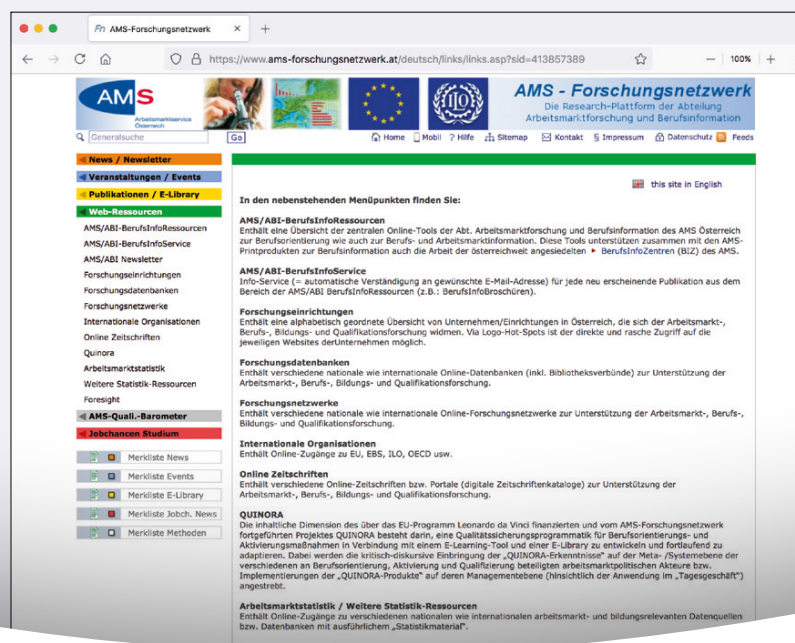 Fn AMS-Forschungsnetzwerk
https://www.ams-forschungsnetzwerk.at/deutsch/links/links.asp?sid=413857389
100%
AMS
Arbeitsmarktservice
Österreich
AMS - Forschungsnetzwerk
Die Research-Plattform der Abteilung
Arbeitsmarktforschung und Berufsinformation
Generalsuche
Go
Home Mobil ? Hilfe Sitemap Kontakt § Impressum Datenschutz Feeds
News / Newsletter
Veranstaltungen / Events
Publikationen / E-Library
Web-Ressourcen
AMS/ABI-BerufsInfoRessourcen
AMS/ABI-BerufsInfoService
AMS/ABI Newsletter
Forschungseinrichtungen
Forschungsdatenbanken
Forschungsnetzwerke
Internationale Organisationen
Online Zeitschriften
Quinora
Arbeitsmarktstatistik
Weitere Statistik-Ressourcen
Foresight
AMS-Quali.-Barometer
Jobchancen Studium
Merkliste News
Merkliste Events
Merkliste E-Library
Merkliste Jobch. News
Merkliste Methoden
this site in English
In den nebenstehenden Menüpunkten finden Sie:
AMS/ABI-BerufsInfoRessourcen
Enthält eine Übersicht der zentralen Online-Tools der Abt. Arbeitsmarktforschung und Berufsinformation des AMS Österreich
zur Berufsorientierung wie auch zur Berufs- und Arbeitsmarktinformation. Diese Tools unterstützen zusammen mit den AMS-
Printprodukten zur Berufsinformation auch die Arbeit der österreichweit angesiedelten BerufsInfoZentren (BIZ) des AMS.
AMS/ABI-BerufsInfoService
Info-Service (= automatische Verständigung an gewünschte E-Mail-Adresse) für jede neu erscheinende Publikation aus dem
Bereich der AMS/ABI BerufsInfoRessourcen (z.B.: BerufsInfoBroschüren).
Forschungseinrichtungen
Enthält eine alphabetisch geordnete Übersicht von Unternehmen/Einrichtungen in Österreich, die sich der Arbeitsmarkt-,
Berufs-, Bildungs- und Qualifikationsforschung widmen. Via Logo-Hot-Spots ist der direkte und rasche Zugriff auf die
jeweiligen Websites derUnternehmen möglich.
Forschungsdatenbanken
Enthält verschiedene nationale wie internationale Online-Datenbanken (inkl. Bibliotheksverbünde) zur Unterstützung der
Arbeitsmarkt-, Berufs-, Bildungs- und Qualifikationsforschung.
Forschungsnetzwerke
Enthält verschiedene nationale wie internationale Online-Forschungsnetzwerke zur Unterstützung der Arbeitsmarkt-, Berufs-,
Bildungs- und Qualifikationsforschung.
Internationale Organisationen
Enthält Online-Zugänge zu EU, EBS, ILO, OECD usw.
Online Zeitschriften
Enthält verschiedene Online-Zeitschriften bzw. Portale (digitale Zeitschriftenkataloge) zur Unterstützung der
Arbeitsmarkt-, Berufs-, Bildungs- und Qualifikationsforschung.
QUINORA
Die inhaltliche Dimension des über das EU-Programm Leonardo da Vinci finanzierten und vom AMS-Forschungsnetzwerk
fortgeführten Projektes QUINORA besteht darin, eine Qualitätssicherungsprogrammatik für Berufsorientierungs- und
Aktivierungsmaßnahmen in Verbindung mit einem E-Learning-Tool und einer E-Library zu entwickeln und fortlaufend zu
adaptieren. Dabei werden die kritisch-diskursive Einbringung der „QUINORA-Erkenntnisse" auf der Meta- /Systemebene der
verschiedenen an Berufsorientierung, Aktivierung und Qualifizierung beteiligten arbeitsmarktpolitischen Akteure bzw.
Implementierungen der „QUINORA-Produkte" auf deren Managementebene (hinsichtlich der Anwendung im „Tagesgeschäft")
angestrebt.
Arbeitsmarktstatistik / Weitere Statistik-Ressourcen
Enthält Online-Zugänge zu verschiedenen nationalen wie internationalen arbeitsmarkt- und bildungsrelevanten Datenquellen
bzw. Datenbanken mit ausführlichem „Statistikmaterial".